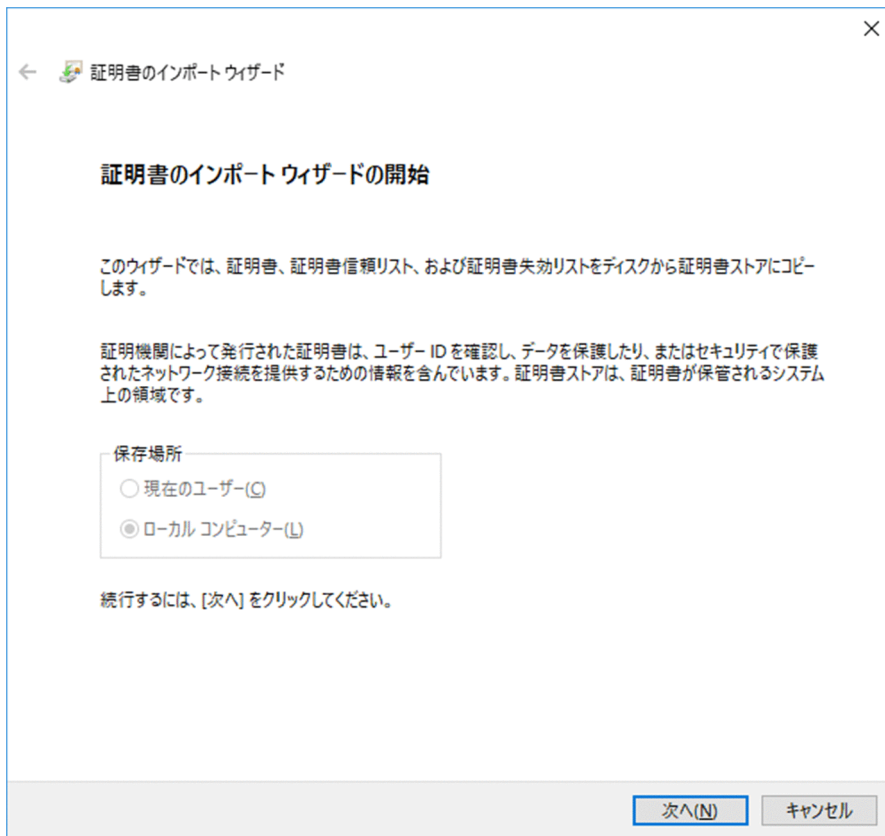 証明書のインポート ウィザード
証明書のインポート ウィザードの開始
このウィザードでは、証明書、証明書信頼リスト、および証明書失効リストをディスクから証明書ストアにコピー
します。
証明機関によって発行された証明書は、ユーザー ID を確認し、データを保護したり、またはセキュリティで保護
されたネットワーク接続を提供するための情報を含んでいます。証明書ストアは、証明書が保管されるシステム
上の領域です。
保存場所
現在のユーザー(C)
ローカル コンピューター(L)
続行するには、[次へ] をクリックしてください。
次へ(N)
キャンセル